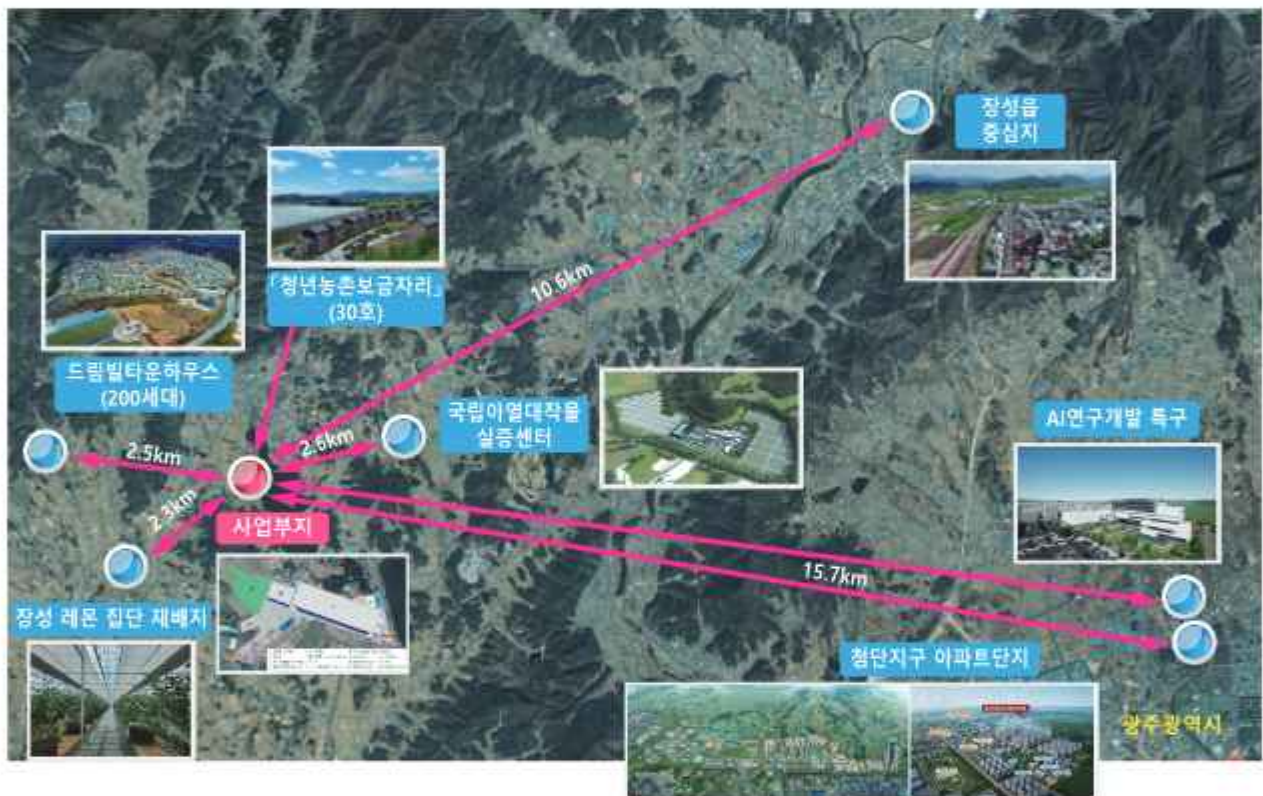 장성읍
중심지
「청년농촌보금자리」
(30호)
10.6km
드림빌타운하우스
(200세대)
국립아열대작물
실증센터
AI연구개발 특구
2.6km
2.5km
2.3km
사업부지
15.7km
장성 레몬 집단 재배지
첨단지구 아파트단지
광주광역시